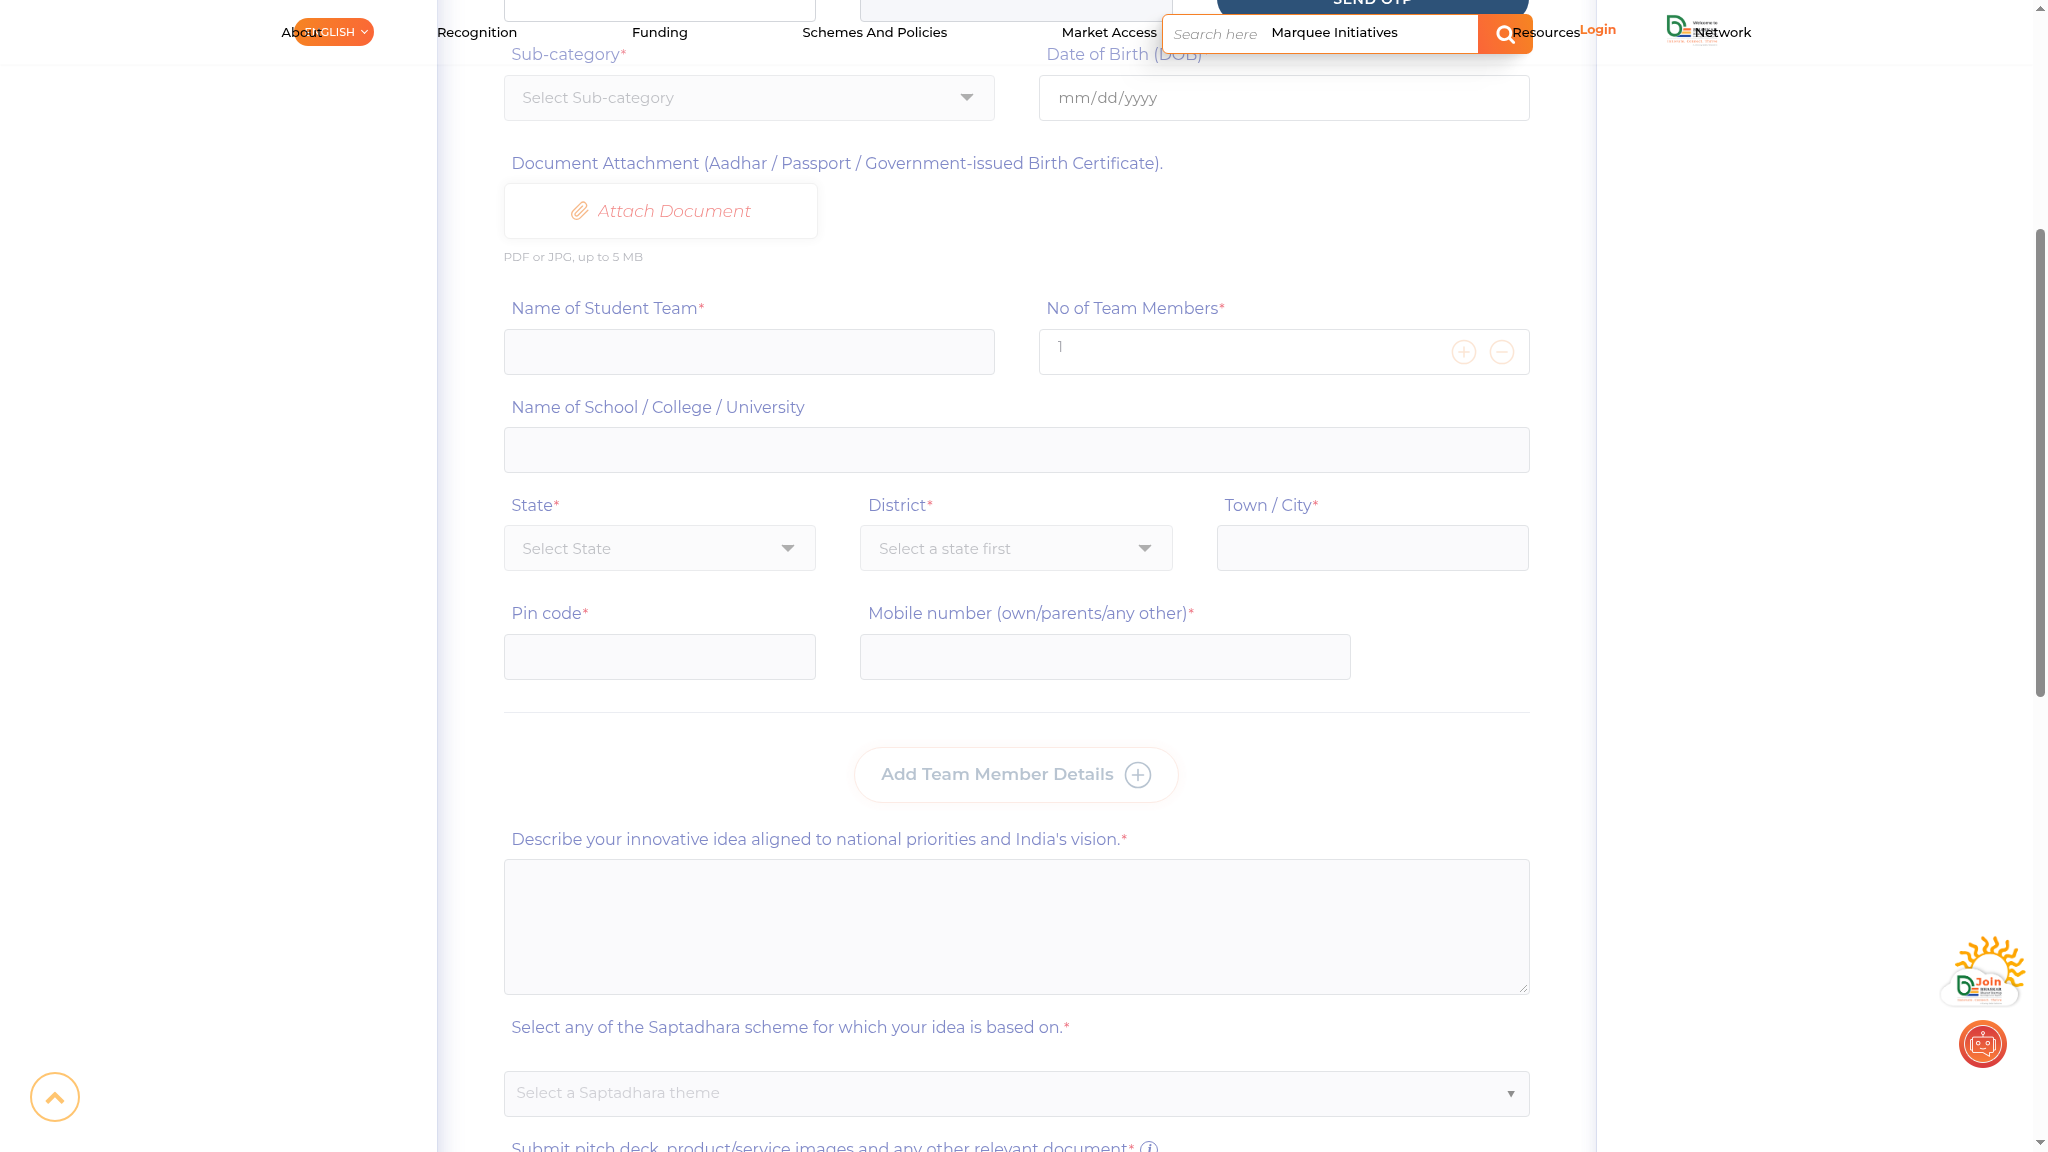 SEND OTP
ENGLISH
About
Recognition
Funding
Schemes And Policies
Market Access
Search here
Marquee Initiatives
Resources
Login
Network
Sub-category*
Date of Birth (DOB)
Select Sub-category
mm/dd/yyyy
Document Attachment (Aadhar / Passport / Government-issued Birth Certificate).
Attach Document
PDF or JPG, up to 5 MB
Name of Student Team*
No of Team Members*
1
Name of School / College / University
State*
District*
Town / City*
Select State
Select a state first
Pin code*
Mobile number (own/parents/any other)*
Add Team Member Details
Describe your innovative idea aligned to national priorities and India's vision.*
Join
Select any of the Saptadhara scheme for which your idea is based on.*
Select a Saptadhara theme
Submit pitch deck, product/service images and any other relevant document*